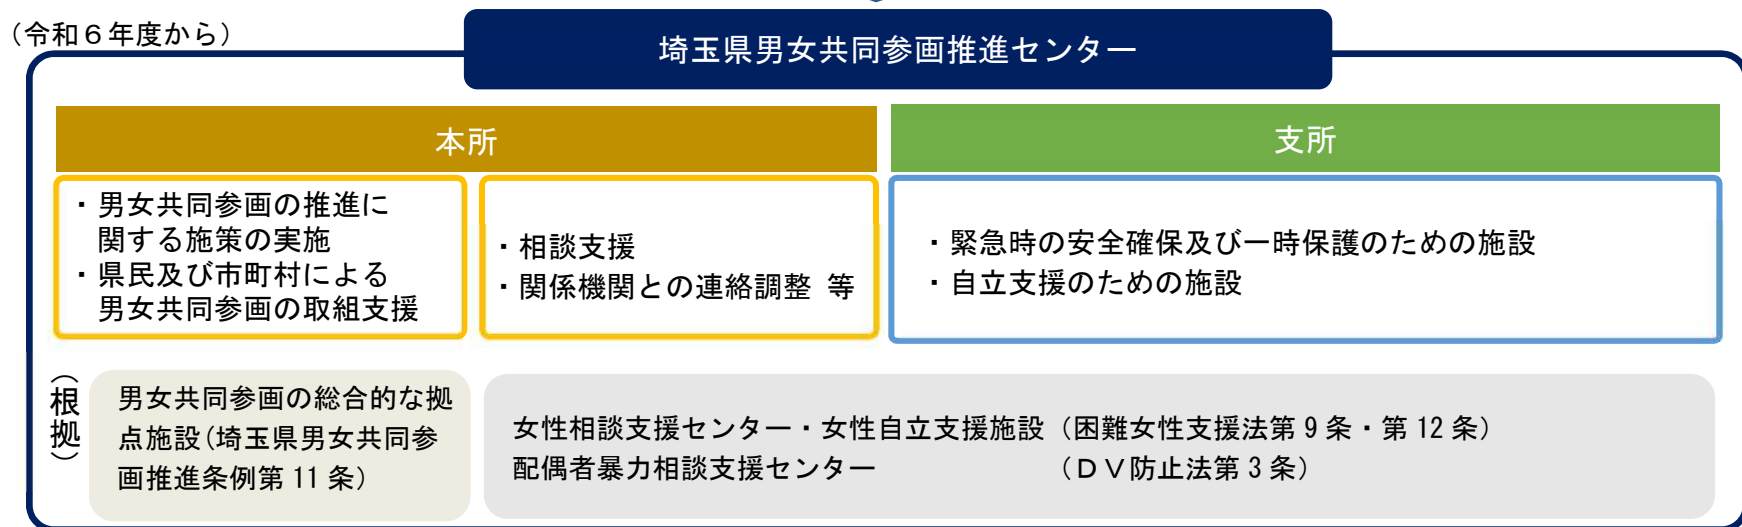 (令和６年度から)
埼玉県男女共同参画推進センター
本所
支所
・男女共同参画の推進に
関する施策の実施
・県民及び市町村による
男女共同参画の取組支援
・相談支援
・関係機関との連絡調整 等
・緊急時の安全確保及び一時保護のための施設
・自立支援のための施設
(根拠)
男女共同参画の総合的な拠
点施設(埼玉県男女共同参
画推進条例第 11 条)
女性相談支援センター・女性自立支援施設 (困難女性支援法第 9 条・第 12 条)
配偶者暴力相談支援センター (ＤＶ防止法第 3 条)